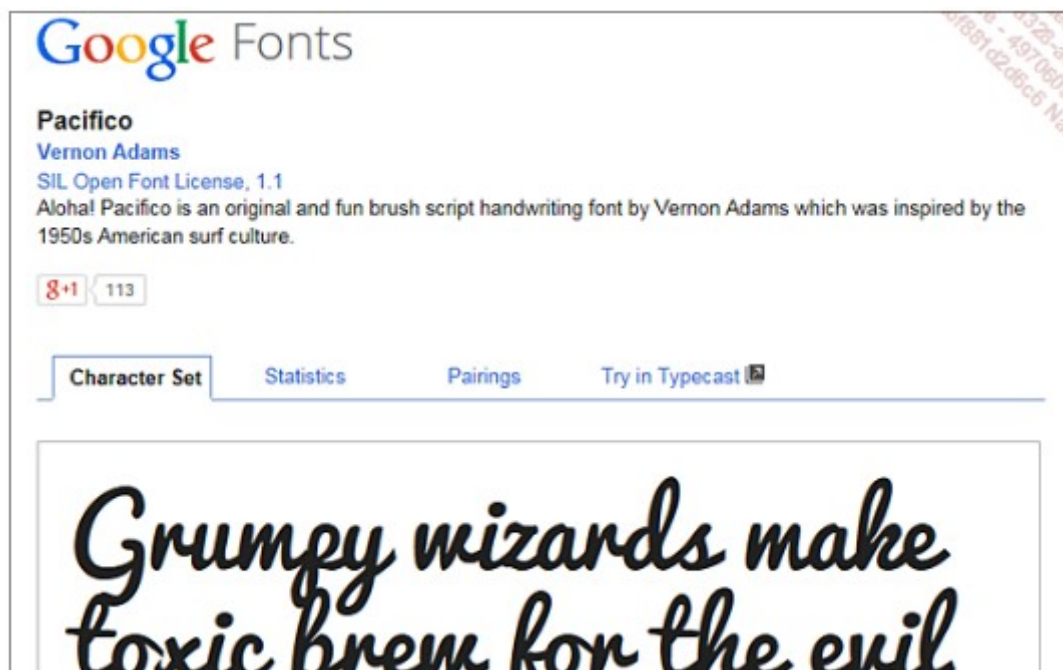 Google Fonts
Pacifico
Vernon Adams
SIL Open Font License, 1.1
Aloha! Pacifico is an original and fun brush script handwriting font by Vernon Adams which was inspired by the
1950s American surf culture.
g+1 113
Character Set Statistics Pairings Try in Typecast
Grumpy wizards make
toxic brew for the evil